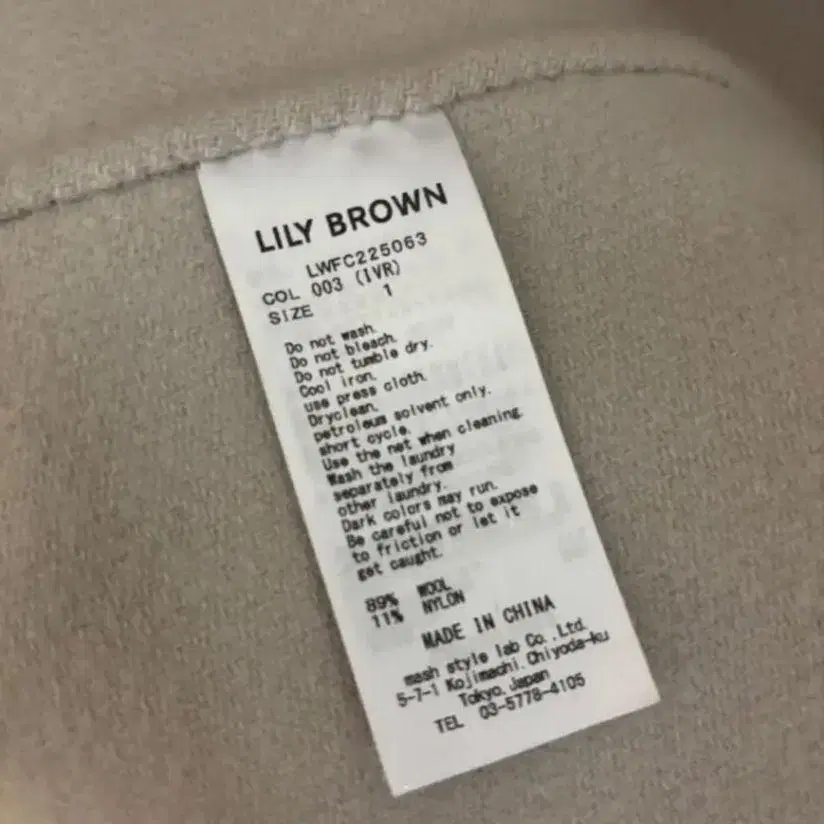 LILY BROWN
LWFC225063
COL 003 (IVR)
SIZE 1
Do not wash.
Do not bleach.
Do not tumble dry.
Cool iron.
use press cloth.
Dryclean.
petroleum solvent only.
short cycle.
Use the net when cleaning.
Wash the laundry
separately from
other laundry.
Dark colors may run.
Be careful not to expose
to friction or let it
get caught.
89% WOOL
11% NYLON
MADE IN CHINA
mash style lab Co.,Ltd.
5-7-1 Kojimachi.Chiyoda-ku
Tokyo.Japan
TEL 03-5778-4105